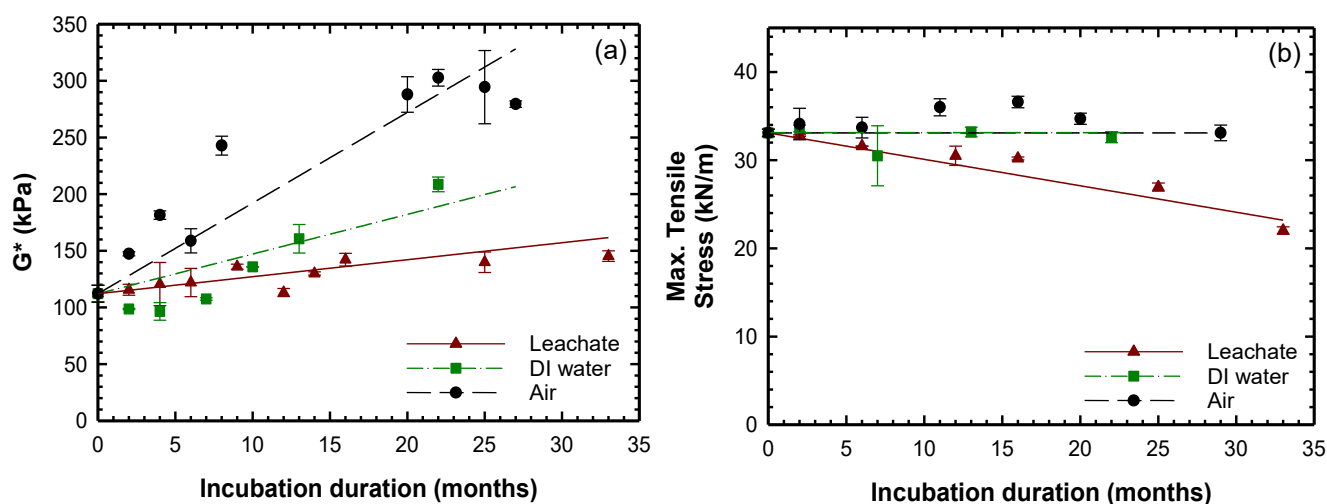 350
300
250
200
150
100
50
0
G* (kPa)
(a)
Leachate
DI water
Air
0 5 10 15 20 25 30 35
Incubation duration (months)
40
30
20
10
0
Max. Tensile
Stress (kN/m)
(b)
Leachate
DI water
Air
0 5 10 15 20 25 30 35
Incubation duration (months)